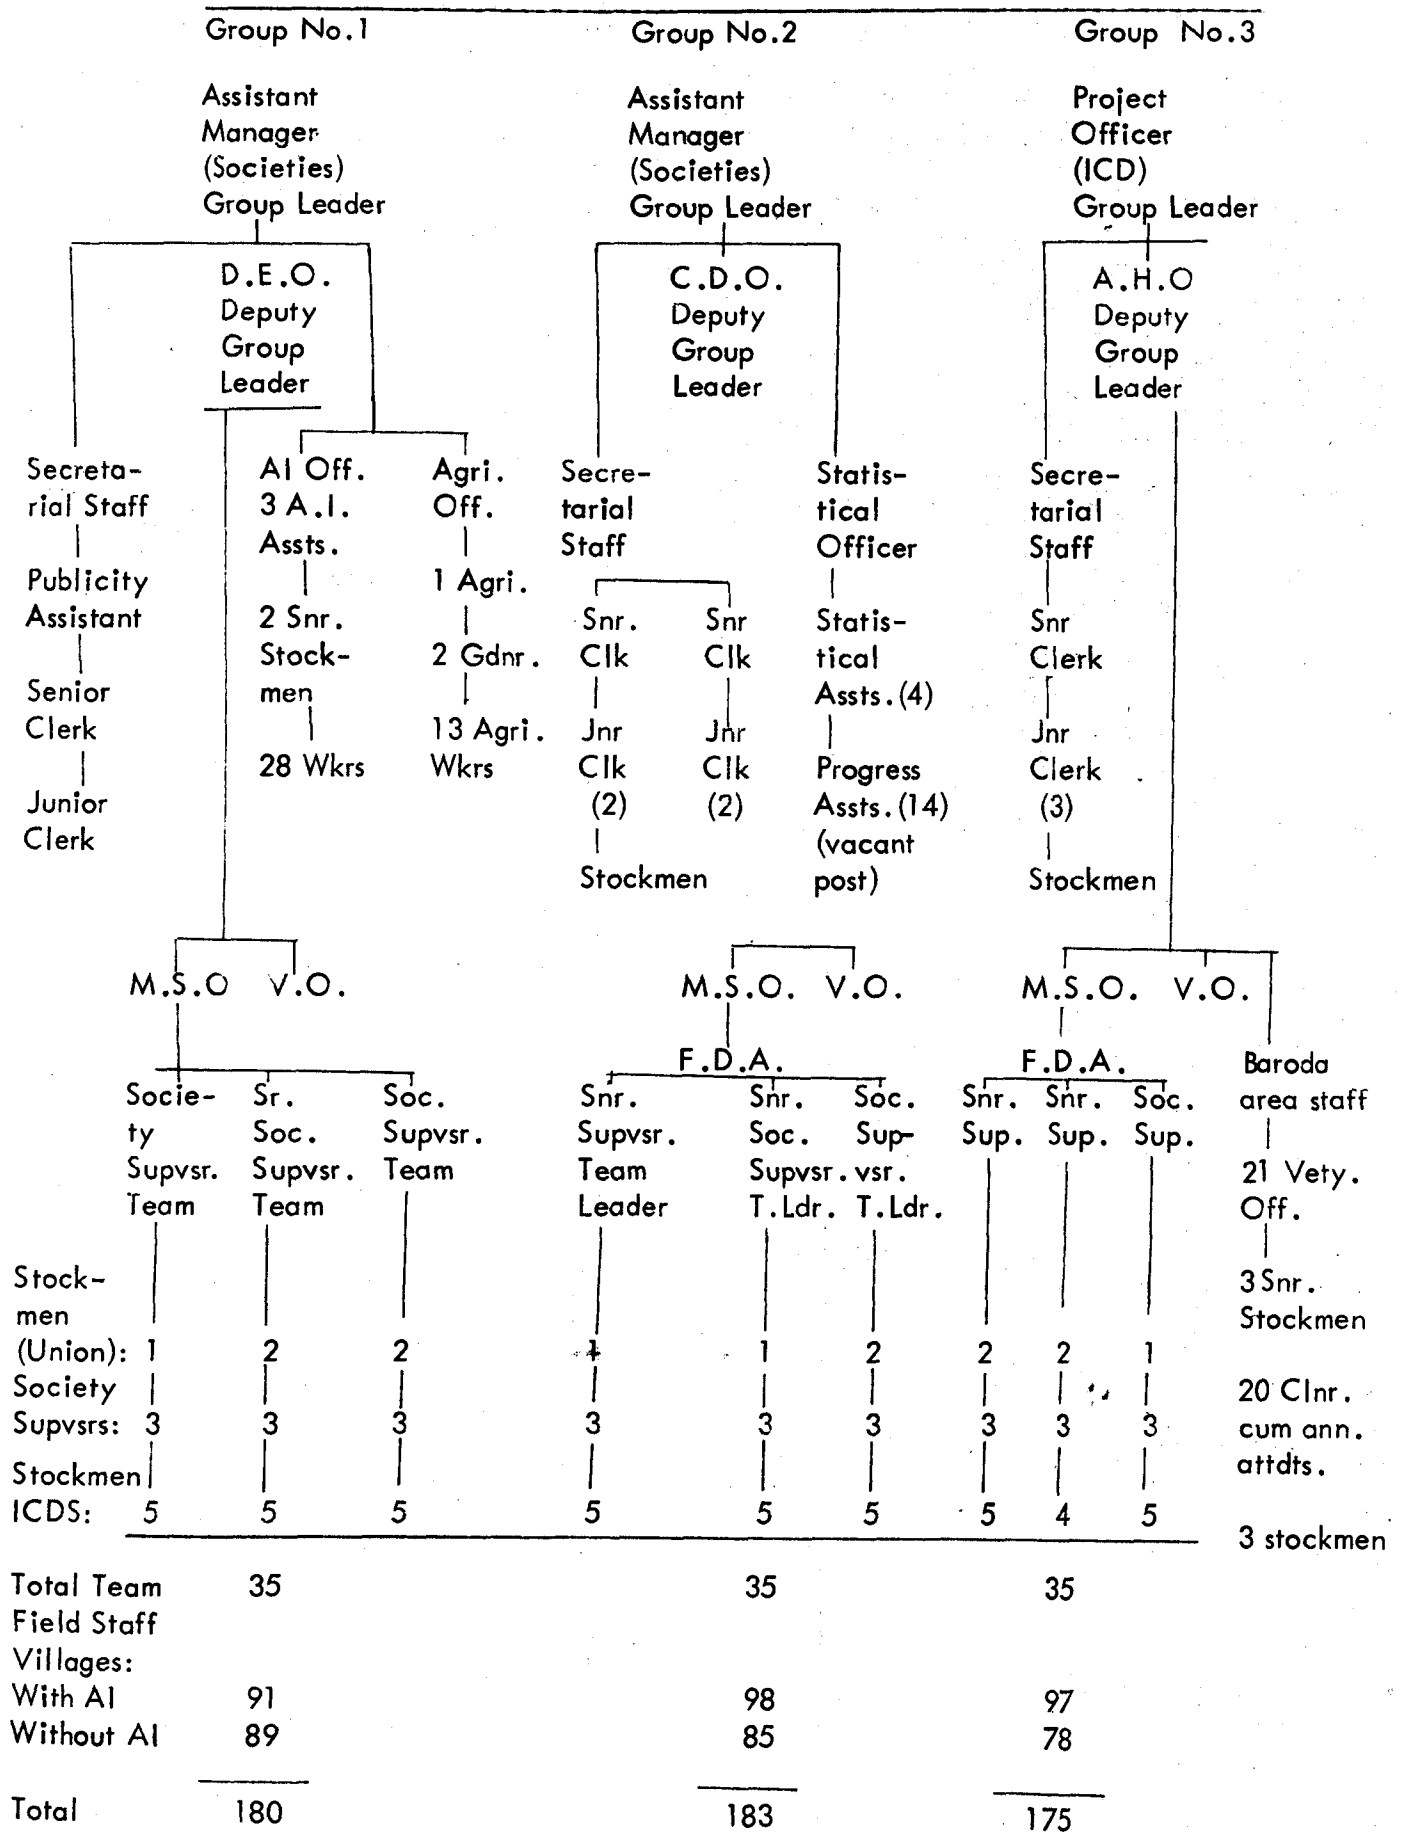 Group No.1 Group No.2 Group No.3
Assistant Assistant Project
Manager Manager Officer
(Societies) (Societies) (ICD)
Group Leader Group Leader Group Leader
D.E.O. C.D.O. A.H.O
Deputy Deputy Deputy
Group Group Group
Leader Leader Leader
Secreta- AI Off. Agri. Secre- Statis- Secre-
rial Staff 3 A.I. Off. tarial tical tarial
Assts. Staff Officer Staff
Publicity 1 Agri.
Assistant 2 Snr. Snr. Snr Statis- Snr
Stock- 2 Gdnr. Clk Clk tical Clerk
Senior men Assts.(4)
Clerk 13 Agri. Jnr Jnr Jnr
28 Wkrs Wkrs Clk Clk Progress Clerk
Junior (2) (2) Assts.(14) (3)
Clerk (vacant
Stockmen post) Stockmen
M.S.O V.O. M.S.O. V.O. M.S.O. V.O.
F.D.A. F.D.A. Baroda
Socie- Sr. Soc. Snr. Snr. Soc. Snr. Snr. Soc. area staff
ty Soc. Supvsr. Supvsr. Soc. Sup- Sup. Sup. Sup.
Supvsr. Supvsr. Team Team Supvsr. vsr. 21 Vety.
Team Team Leader T.Ldr. T.Ldr. Off.
Stock- 3 Snr.
men Stockmen
(Union): 1 2 2 1 1 2 2 2 1
Society 20 Clnr.
Supvsrs: 3 3 3 3 3 3 3 3 3 cum ann.
Stockmen attdts.
ICDS: 5 5 5 5 5 5 5 4 5
3 stockmen
Total Team 35 35 35
Field Staff
Villages:
With AI 91 98 97
Without AI 89 85 78
Total 180 183 175